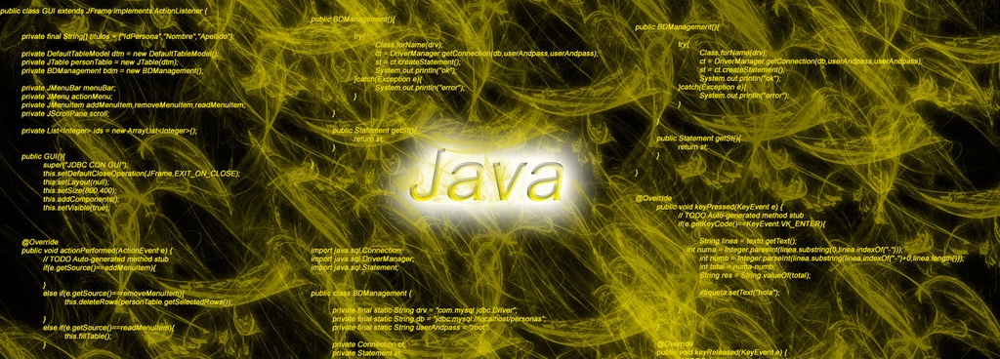 public class GUI extends JFrame implements ActionListener {
private final String[] titulos = {"IdPersona","Nombre","Apellido"};
private DefaultTableModel dtm = new DefaultTableModel();
private JTable personTable = new JTable(dtm);
private BDManagement bdm = new BDManagement();
private JMenuBar menuBar;
private JMenu actionMenu;
private JMenuItem addMenuItem,removeMenuItem,readMenuItem;
private JScrollPane scroll;
private List<Integer> ids = new ArrayList<Integer>();
public GUI(){
super("JDBC CON GUI");
this.setDefaultCloseOperation(JFrame.EXIT_ON_CLOSE);
this.setLayout(null);
this.setSize(800,400);
this.addComponents();
this.setVisible(true);
@Override
public void actionPerformed(ActionEvent e) {
// TODO Auto-generated method stub
if(e.getSource()==addMenuItem){
}
else if(e.getSource()==removeMenuItem){
this.deleteRows(personTable.getSelectedRows());
}
else if(e.getSource()==readMenuItem){
this.fillTable();
}
public BDManagement(){
try{
Class.forName(drv);
ct = DriverManager.getConnection(db,userAndpass,userAndpass);
st = ct.createStatement();
System.out.println("ok");
}catch(Exception e){
System.out.println("error");
}
}
public Statement getSt(){
return st;
}
Java
import java.sql.Connection;
import java.sql.DriverManager;
import java.sql.Statement;
public class BDManagement {
private final static String drv = "com.mysql.jdbc.Driver";
private final static String db = "jdbc:mysql://localhost/personas";
private final static String userAndpass = "root";
private Connection ct;
private Statement st;
public BDManagement(){
try{
Class.forName(drv);
ct = DriverManager.getConnection(db,userAndpass,userAndpass);
st = ct.createStatement();
System.out.println("ok");
}catch(Exception e){
System.out.println("error");
}
public Statement getSt(){
return st;
}
}
@Override
public void keyPressed(KeyEvent e) {
// TODO Auto-generated method stub
if(e.getKeyCode()==KeyEvent.VK_ENTER){
String linea = texto.getText();
int numa = Integer.parseInt(linea.substring(0,linea.indexOf("-")));
int numb = Integer.parseInt(linea.substring(linea.indexOf("-")+0,linea.length()));
int total = numa-numb;
String res = String.valueOf(total);
etiqueta.setText("hola");
@Override
public void keyReleased(KeyEvent e) {